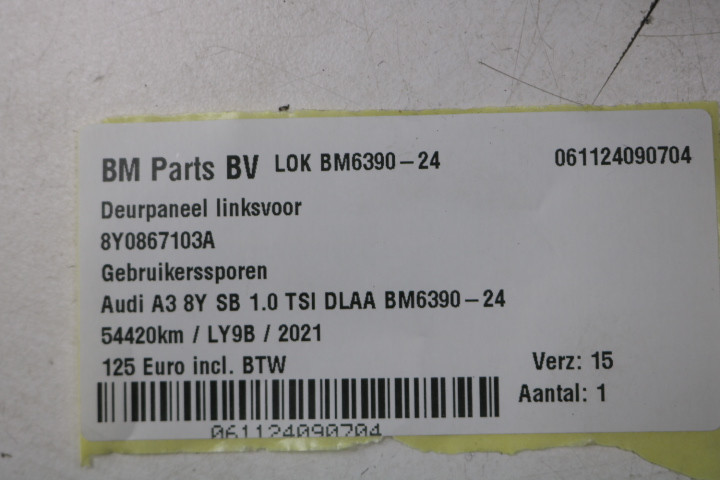 BM Parts BV LOK BM6390-24 061124090704
Deurpaneel linksvoor
8Y0867103A
Gebruikerssporen
Audi A3 8Y SB 1.0 TSI DLAA BM6390-24
54420km / LY9B / 2021
125 Euro incl. BTW Verz: 15
Aantal: 1
061124090704